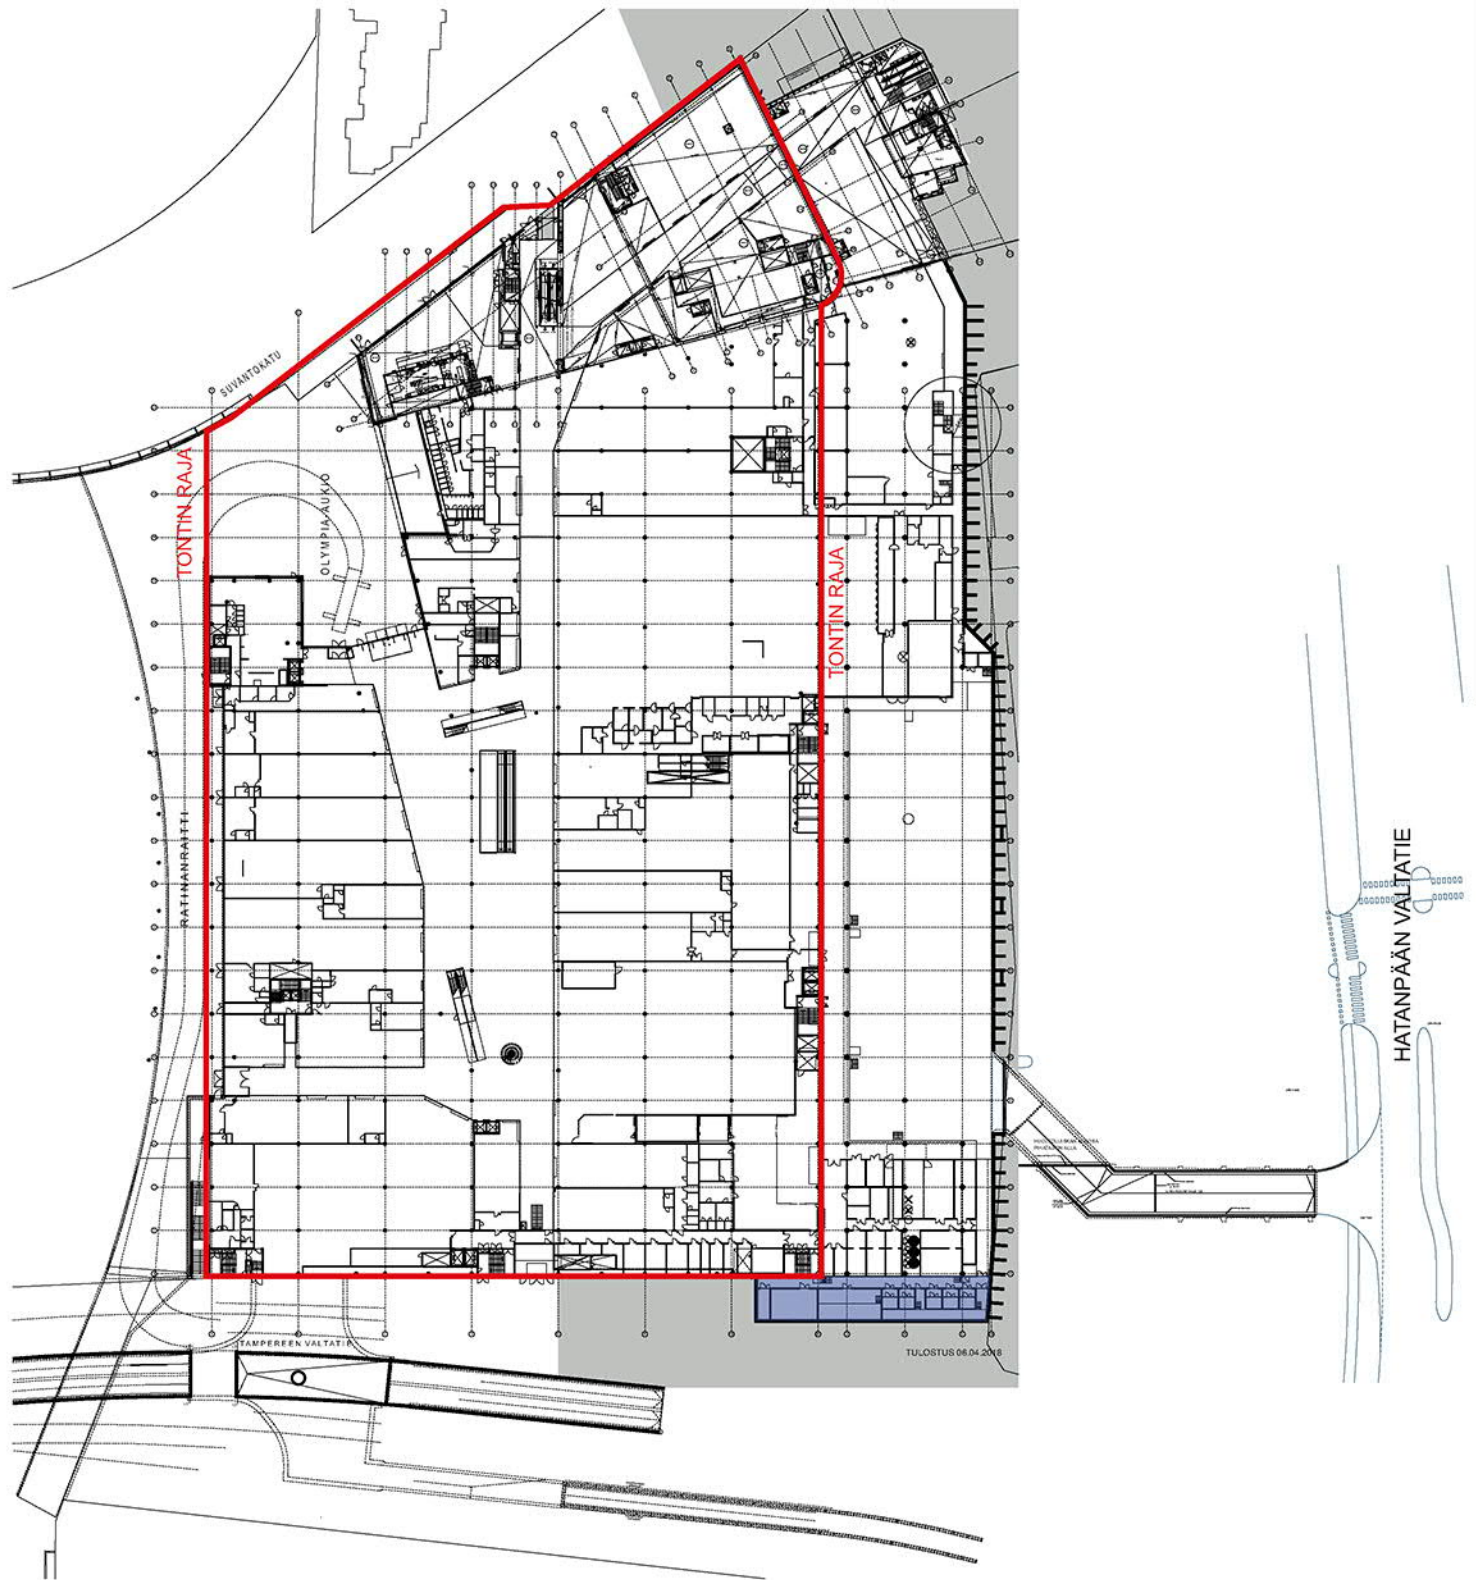 SUVANTOKATU
TONTIN RAJA
OLYMPIA-AUKIO
TONTIN RAJA
RATINANRAITTI
HATANPÄÄN VALTATIE
TAMPEREEN VALTATIE
TULOSTUS 06.04.2018